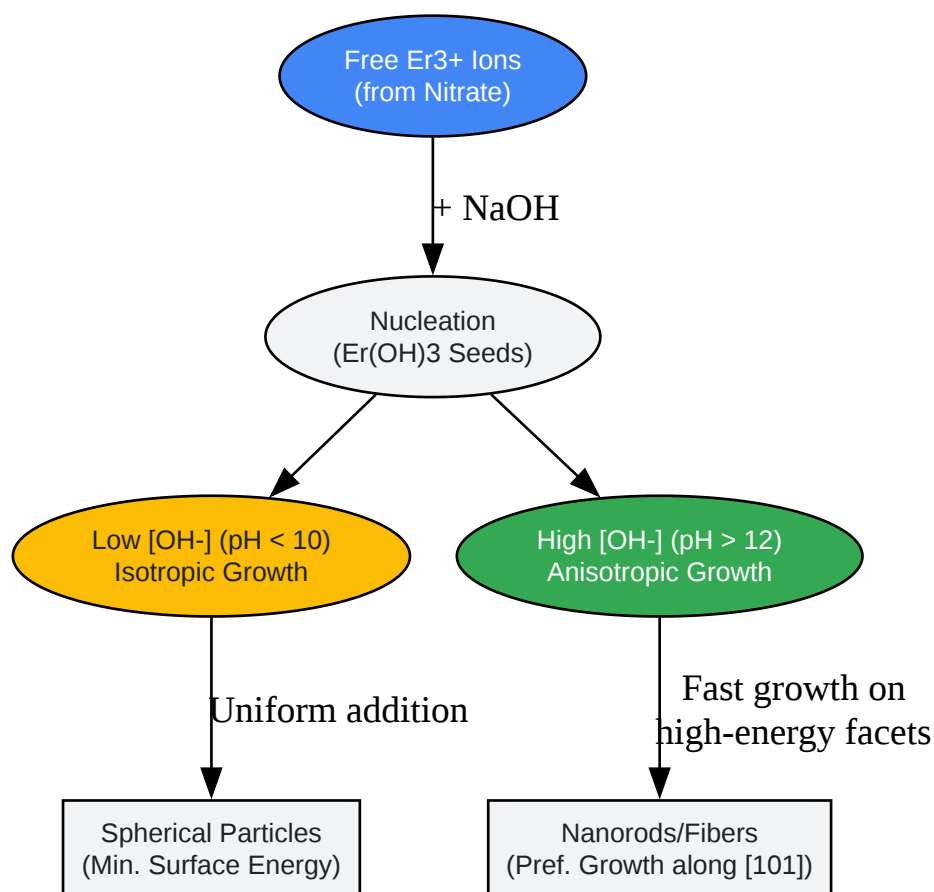 Free Er3+ Ions
(from Nitrate)
+ NaOH
Nucleation
(Er(OH)3 Seeds)
Low [OH-] (pH < 10)
Isotropic Growth
High [OH-] (pH > 12)
Anisotropic Growth
Uniform addition
Fast growth on
high-energy facets
Spherical Particles
(Min. Surface Energy)
Nanorods/Fibers
(Pref. Growth along [101])